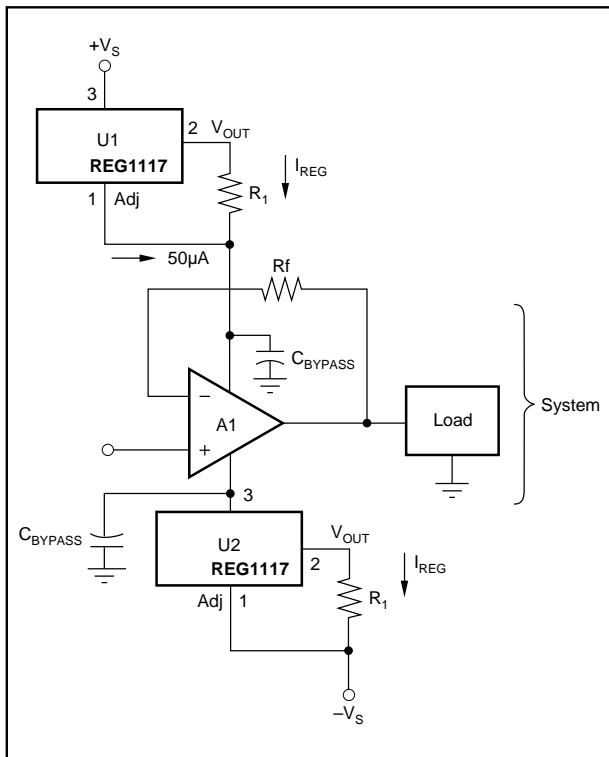 +VS
3
2
VOUT
U1
REG1117
IREG
R1
1
Adj
50µA
Rf
CBYPASS
–
A1
+
Load
System
3
CBYPASS
U2
REG1117
VOUT
2
IREG
R1
Adj
1
–VS